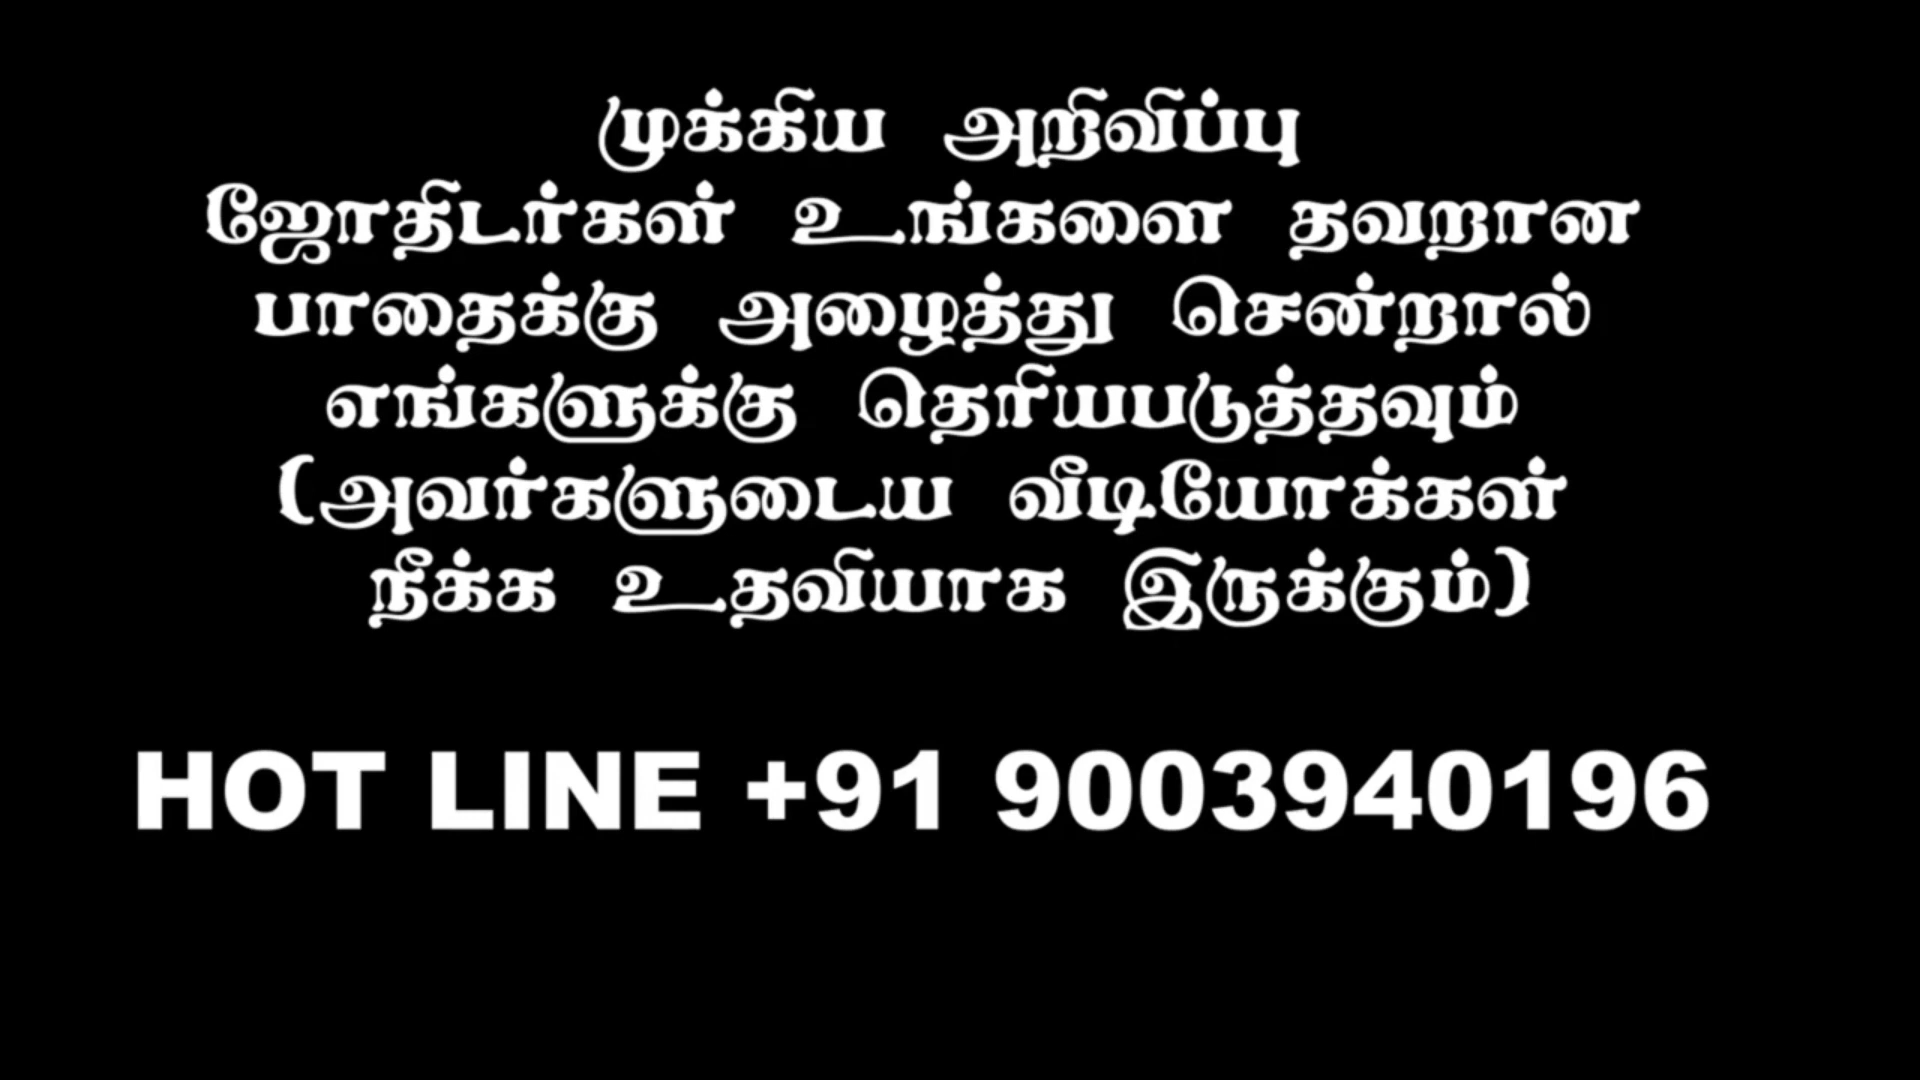 முக்கிய அறிவிப்பு
ஜோதிடர்கள் உங்களை தவறான
பாதைக்கு அழைத்து சென்றால்
எங்களுக்கு தெரியபடுத்தவும்
(அவர்களுடைய வீடியோக்கள்
நீக்க உதவியாக இருக்கும்)
HOT LINE +91 9003940196